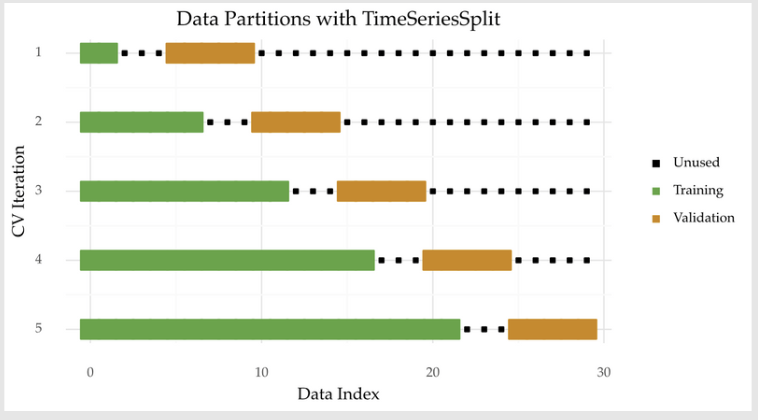 Data Partitions with TimeSeriesSplit
CV Iteration
1
2
3
4
5
0 10 20 30
Data Index
Unused
Training
Validation